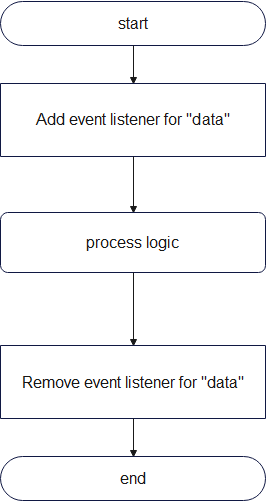 start
Add event listener for "data"
process logic
Remove event listener for "data"
end